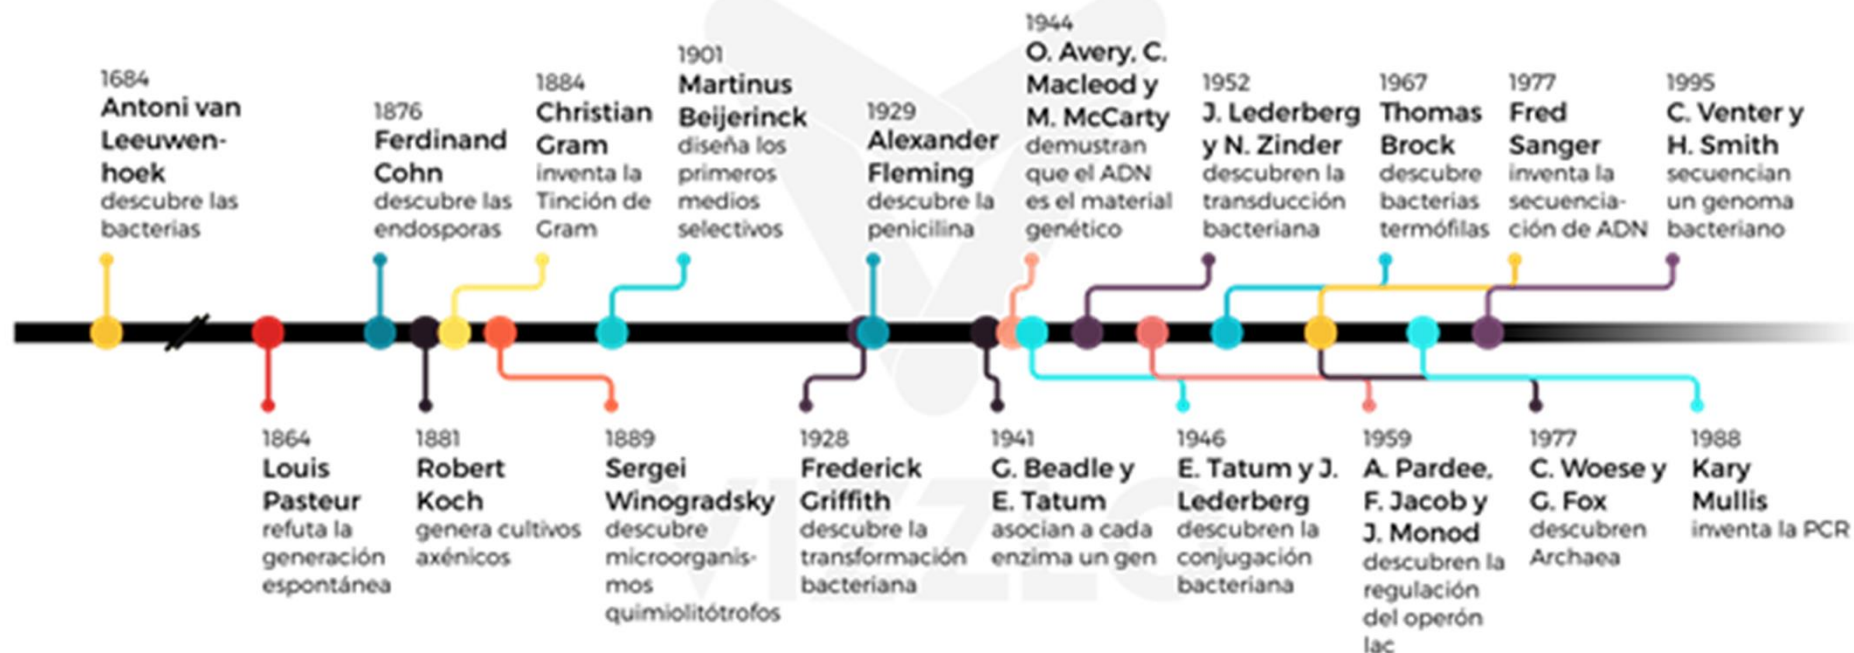 1684
Antoni van
Leeuwen-
hoek
descubre las
bacterias
1876
Ferdinand
Cohn
descubre las
endosporas
1884
Christian
Gram
inventa la
Tinción de
Gram
1901
Martinus
Beijerinck
diseña los
primeros
medios
selectivos
1929
Alexander
Fleming
descubre la
penicilina
1944
O. Avery, C.
Macleod y
M. McCarty
demustran
que el ADN
es el material
genético
1952
J. Lederberg
y N. Zinder
descubren la
transducción
bacteriana
1967
Thomas
Brock
descubre
bacterias
termófilas
1977
Fred
Sanger
inventa la
secuencia-
ción de ADN
1995
C. Venter y
H. Smith
secuencian
un genoma
bacteriano
1864
Louis
Pasteur
refuta la
generación
espontánea
1881
Robert
Koch
genera cultivos
axénicos
1889
Sergei
Winogradsky
descubre
microorganis-
mos
quimiolitótrofos
1928
Frederick
Griffith
descubre la
transformación
bacteriana
1941
G. Beadle y
E. Tatum
asocian a cada
enzima un gen
1946
E. Tatum y J.
Lederberg
descubren la
conjugación
bacteriana
1959
A. Pardee,
F. Jacob y
J. Monod
descubren la
regulación
del operón
lac
1977
C. Woese y
G. Fox
descubren
Archaea
1988
Kary
Mullis
inventa la PCR